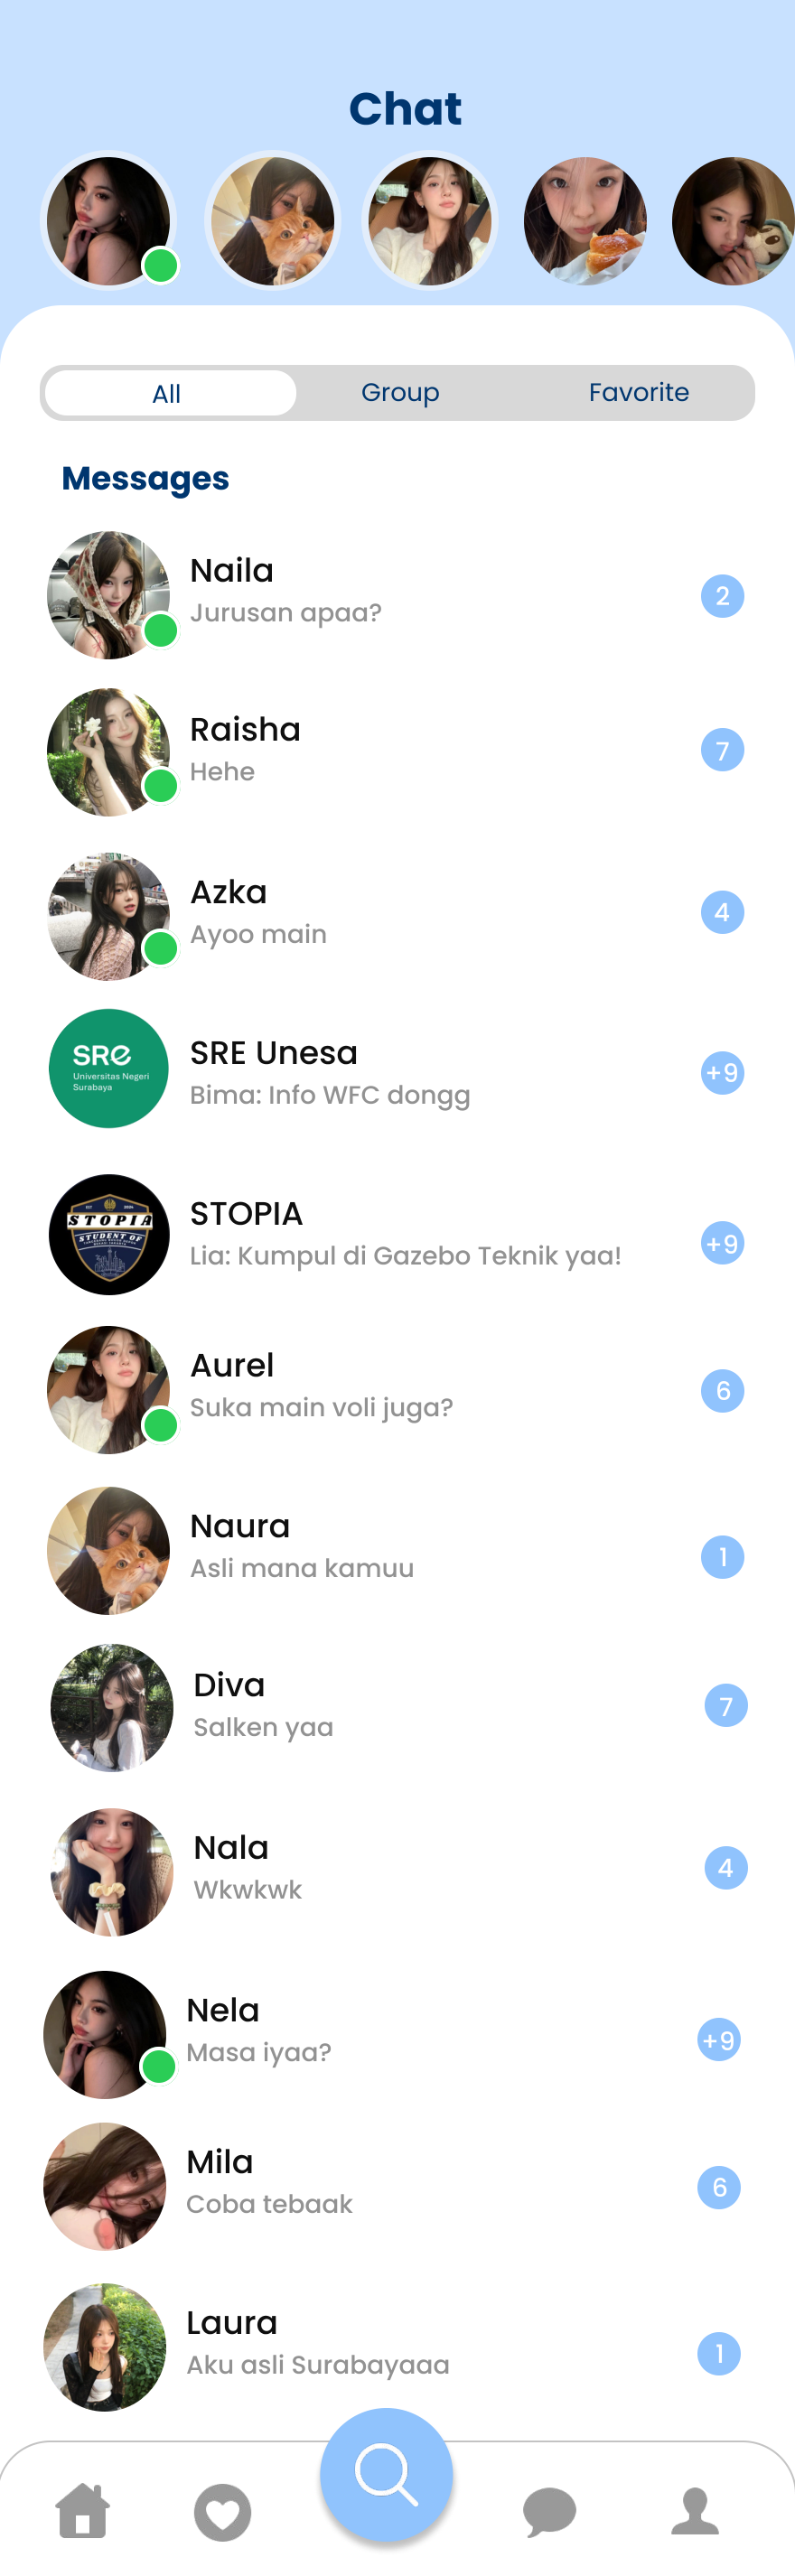 Chat
All
Group
Favorite
Messages
Naila
Jurusan apaa?
2
Raisha
Hehe
7
Azka
Ayoo main
4
SRE
Universitas Negeri
Surabaya
SRE Unesa
Bima: Info WFC dongg
+9
STOPIA
STUDENT OF
STOPIA
Lia: Kumpul di Gazebo Teknik yaa!
+9
Aurel
Suka main voli juga?
6
Naura
Asli mana kamuu
1
Diva
Salken yaa
7
Nala
Wkwkwk
4
Nela
Masa iyaa?
+9
Mila
Coba tebaak
6
Laura
Aku asli Surabayaaa
1